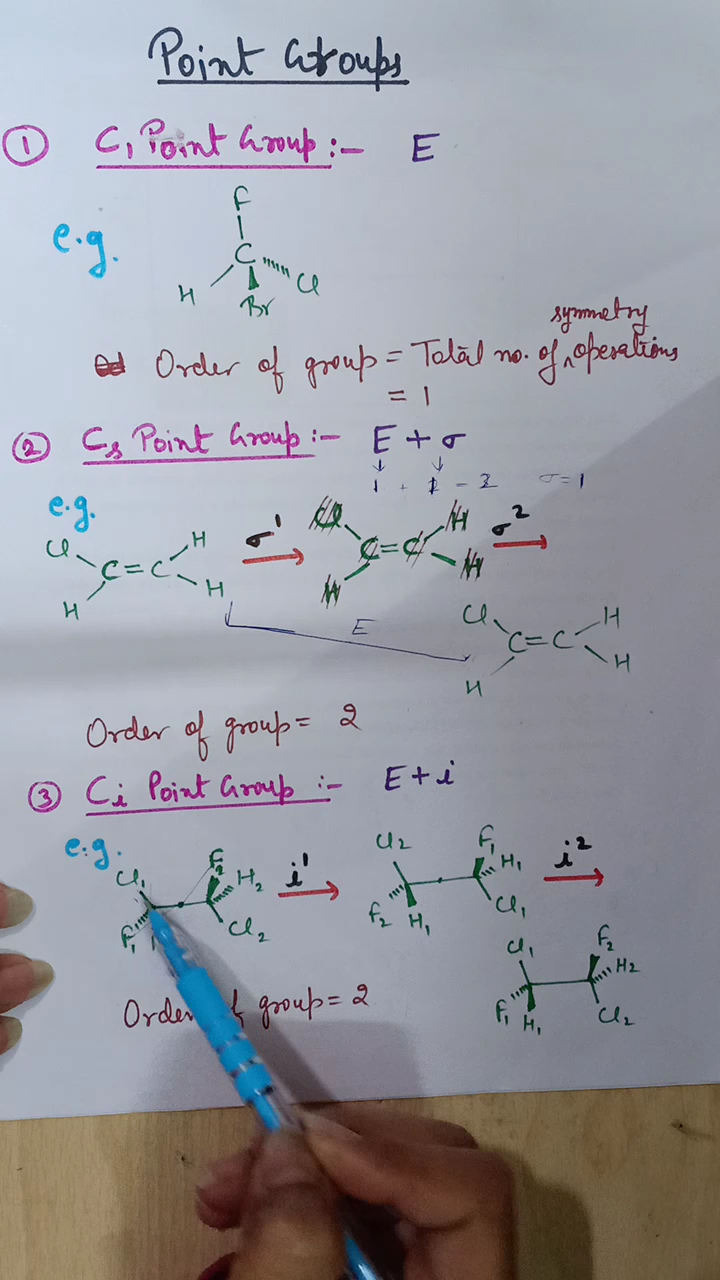 Point Groups
① C₁ Point Group :- E
e.g.
F
C
H Br Cl
symmetry
Order of group = Total no. of ∧ operations
= 1
② Cs Point Group :- E + σ
↓ ↓
1 + 1 = 2 σ=1
e.g.
Cl H σ¹ Cl H σ²
C=C C=C
H H H H
E
Cl H
C=C
H H
Order of group = 2
③ Ci Point Group :- E + i
e.g.
Cl₁ F₂ H₂ i¹ Cl₂ F₁ H₁ i²
F₁ Cl₂ F₂ H₁ Cl₁
Cl₁ F₂ H₂
F₁ H₁ Cl₂
Order of group = 2